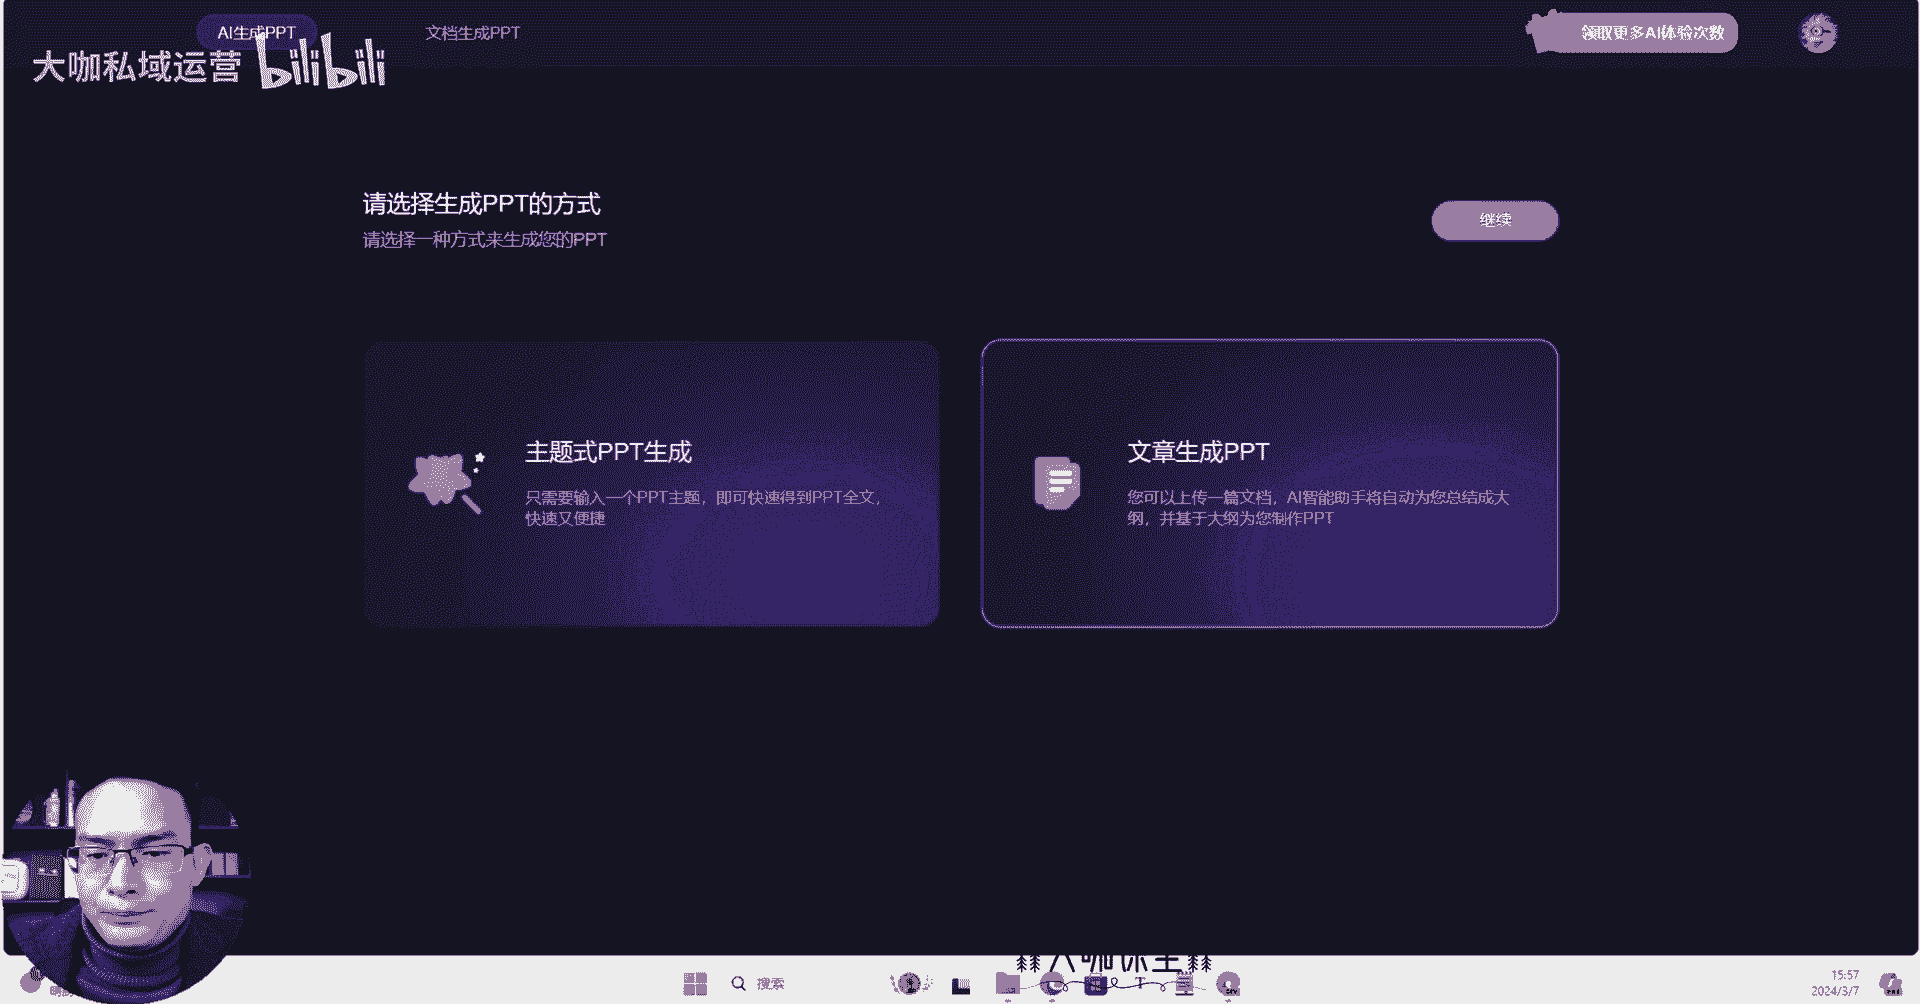 AI生成PPT
文档生成PPT
领取更多AI体验次数
大咖私域运营 bilibili
请选择生成PPT的方式
请选择一种方式来生成您的PPT
继续
主题式PPT生成
只需要输入一个PPT主题，即可快速得到PPT全文，
快速又便捷
文章生成PPT
您可以上传一篇文档，AI智能助手将自动为您总结成大
纲，并基于大纲为您制作PPT
搜索
15:57
2024/3/7